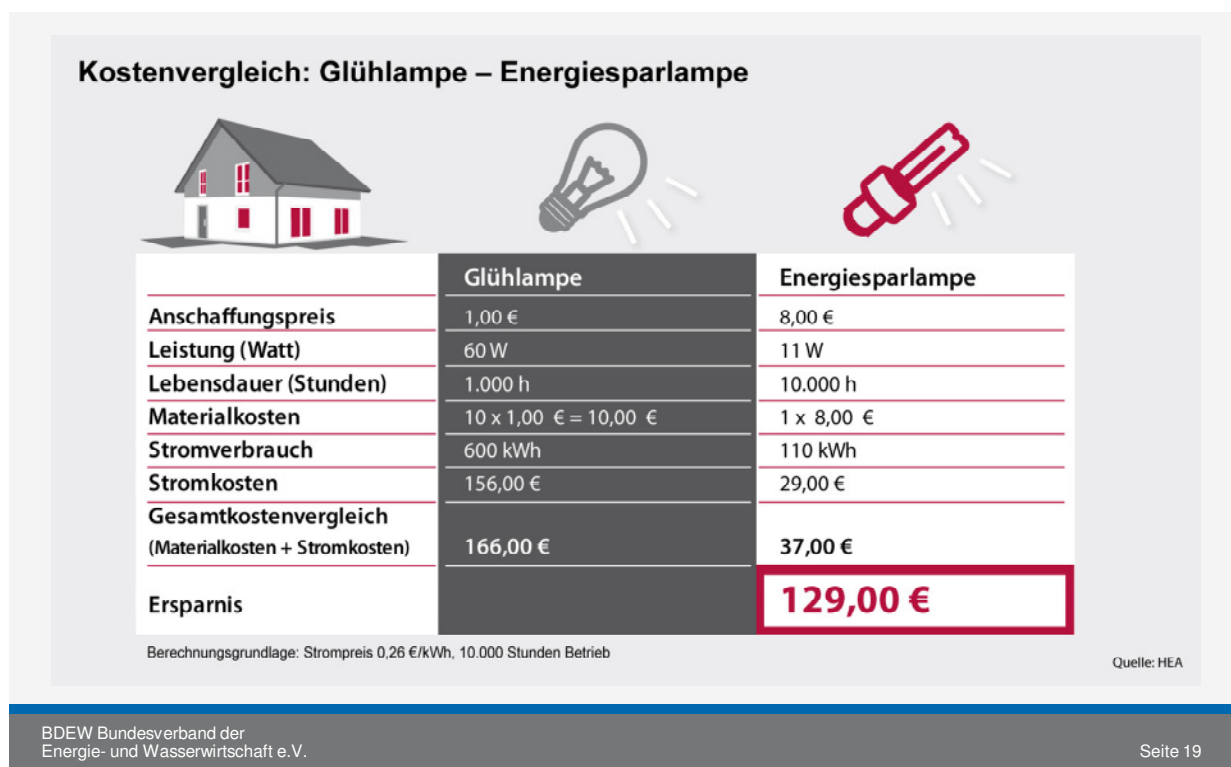 Kostenvergleich: Glühlampe – Energiesparlampe
Glühlampe Energiesparlampe
Anschaffungspreis 1,00 € 8,00 €
Leistung (Watt) 60 W 11 W
Lebensdauer (Stunden) 1.000 h 10.000 h
Materialkosten 10 x 1,00 € = 10,00 € 1 x 8,00 €
Stromverbrauch 600 kWh 110 kWh
Stromkosten 156,00 € 29,00 €
Gesamtkostenvergleich
(Materialkosten + Stromkosten) 166,00 € 37,00 €
Ersparnis 129,00 €
Berechnungsgrundlage: Strompreis 0,26 €/kWh, 10.000 Stunden Betrieb
Quelle: HEA
BDEW Bundesverband der
Energie- und Wasserwirtschaft e.V. Seite 19